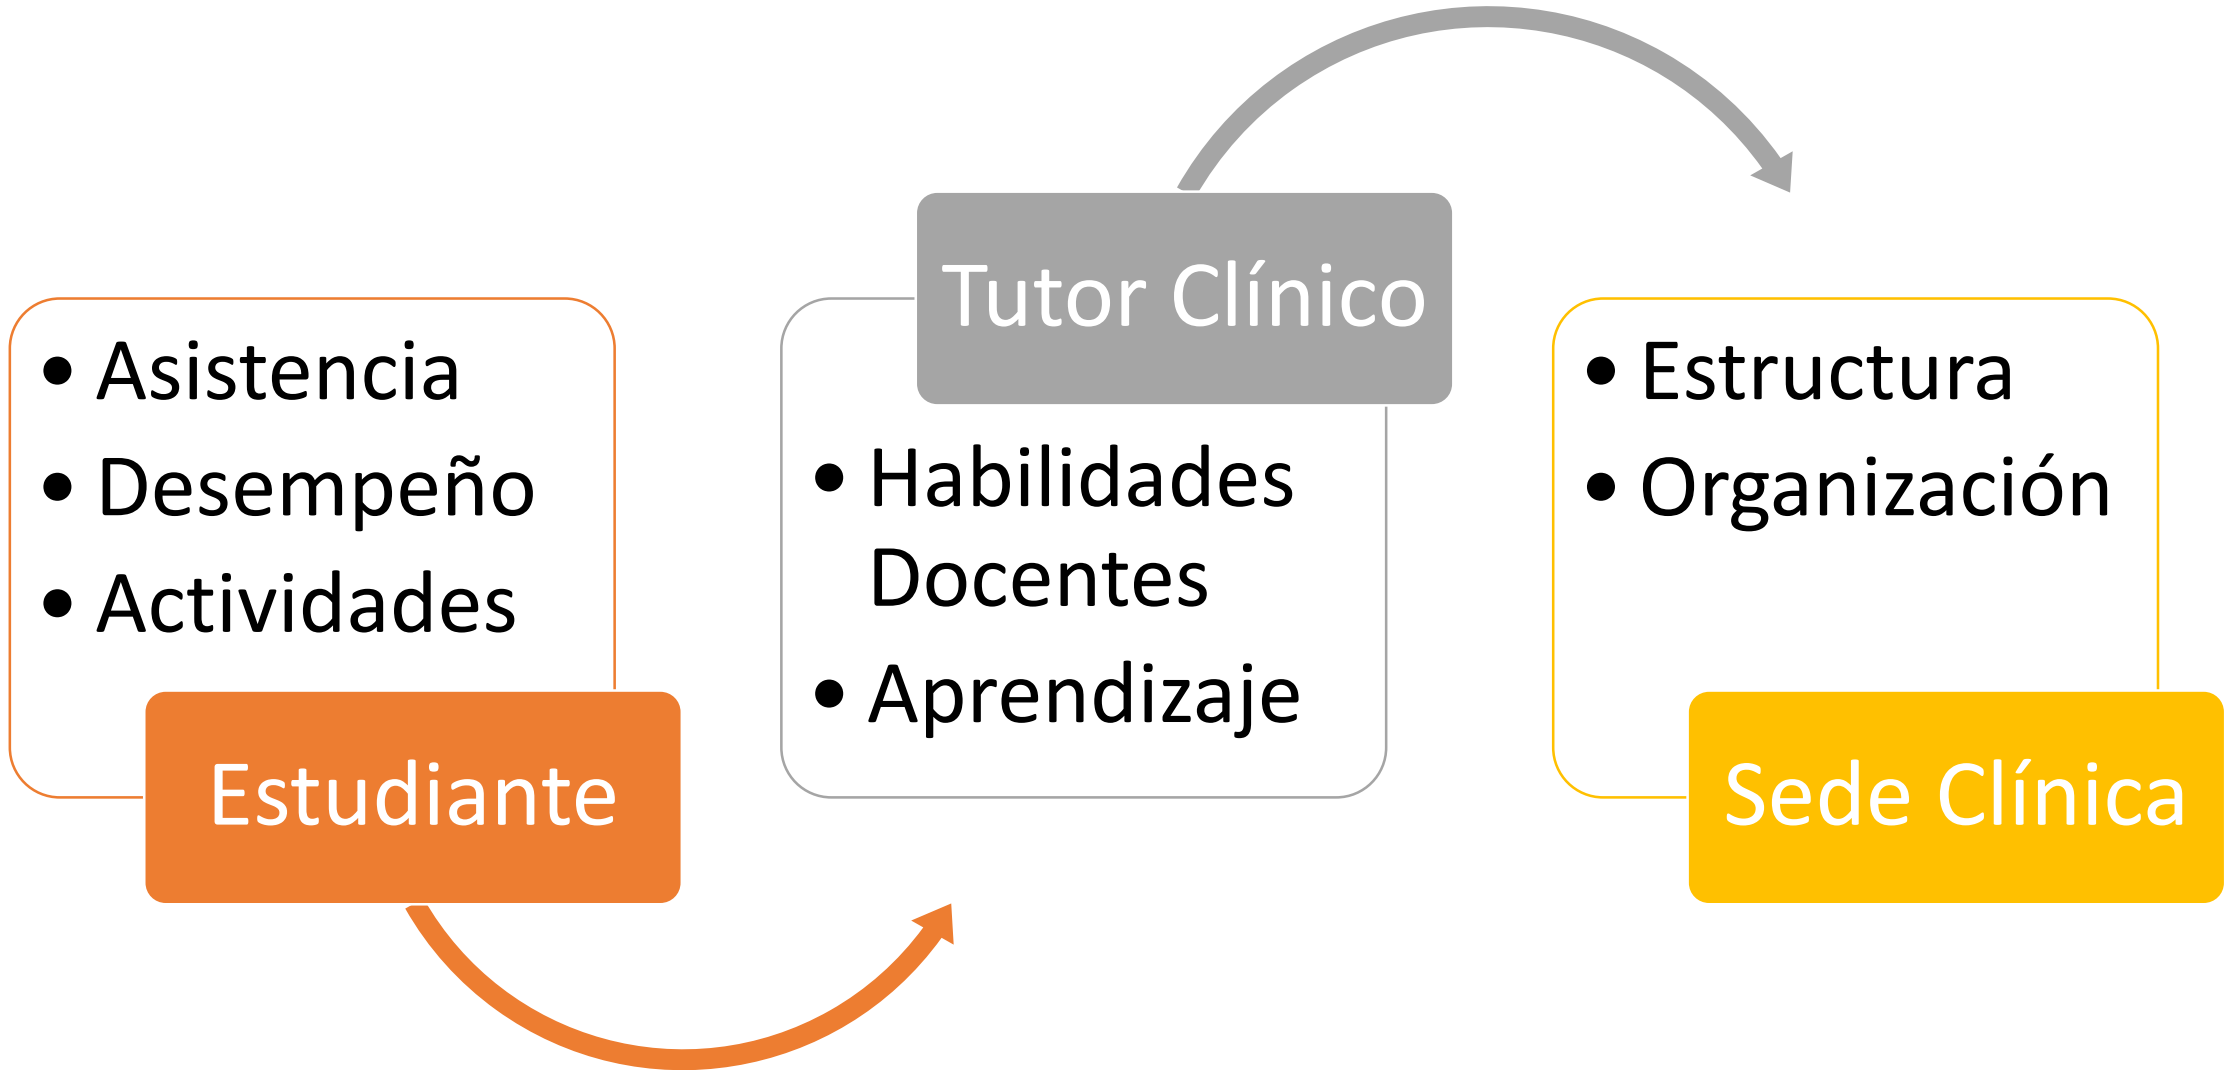 • Asistencia
• Desempeño
• Actividades
Estudiante
Tutor Clínico
• Habilidades
Docentes
• Aprendizaje
• Estructura
• Organización
Sede Clínica